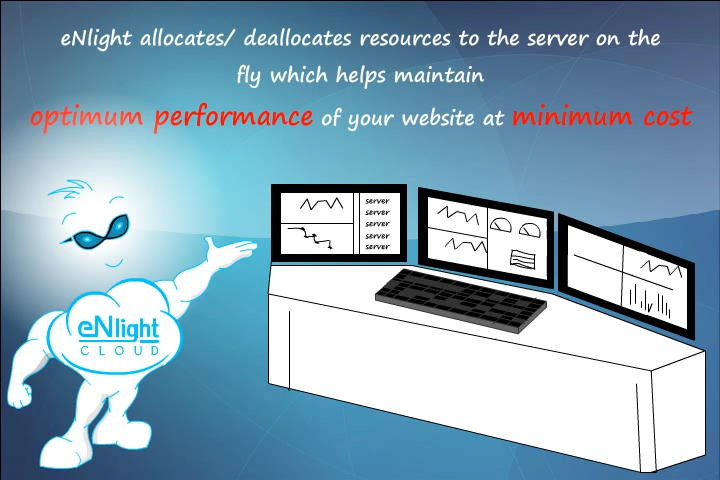 eNlight allocates/ deallocates resources to the server on the
fly which helps maintain
optimum performance of your website at minimum cost
server
server
server
server
server
eNlight
CLOUD